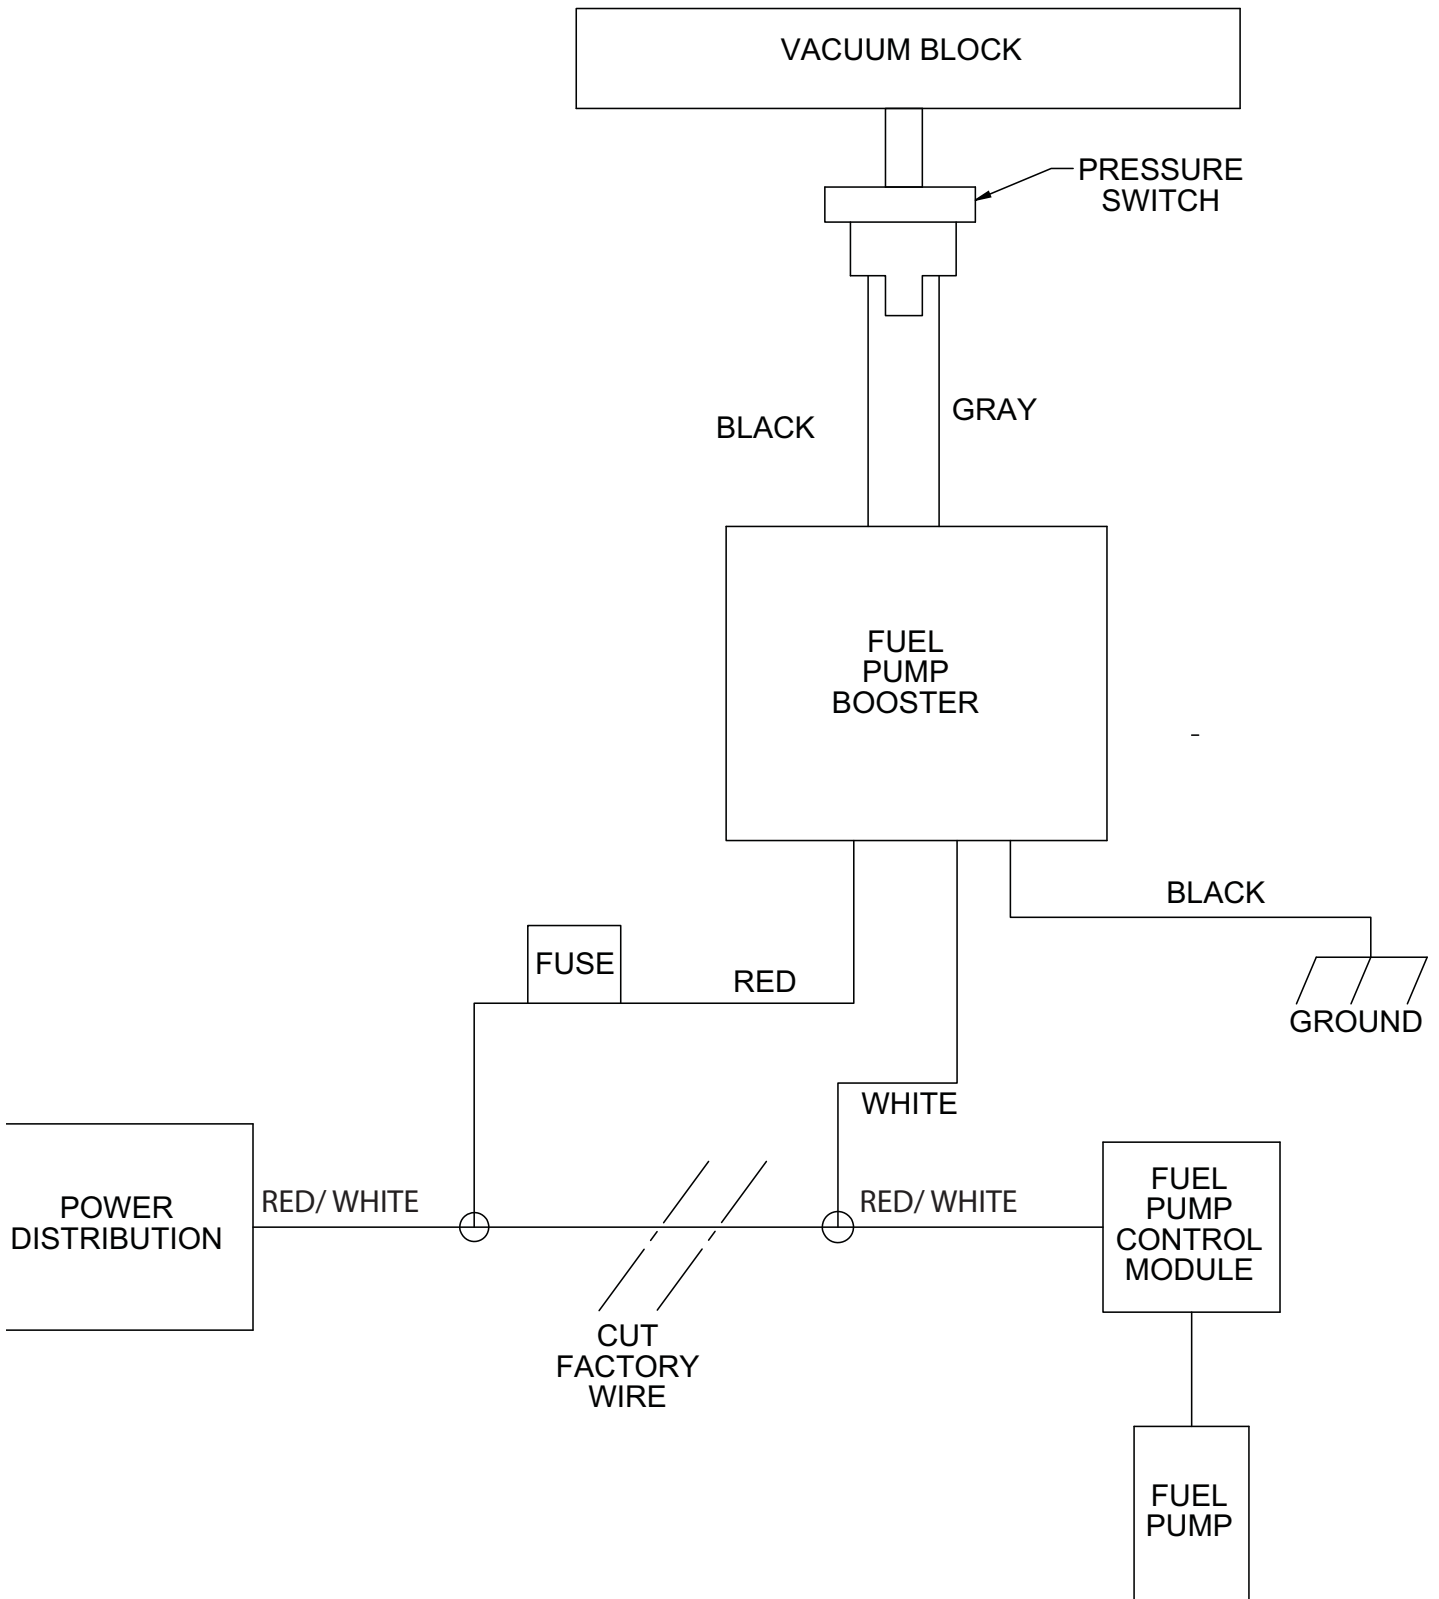 VACUUM BLOCK
PRESSURE
SWITCH
BLACK
GRAY
FUEL
PUMP
BOOSTER
BLACK
FUSE
RED
GROUND
WHITE
POWER
DISTRIBUTION
RED/ WHITE
RED/ WHITE
FUEL
PUMP
CONTROL
MODULE
CUT
FACTORY
WIRE
FUEL
PUMP